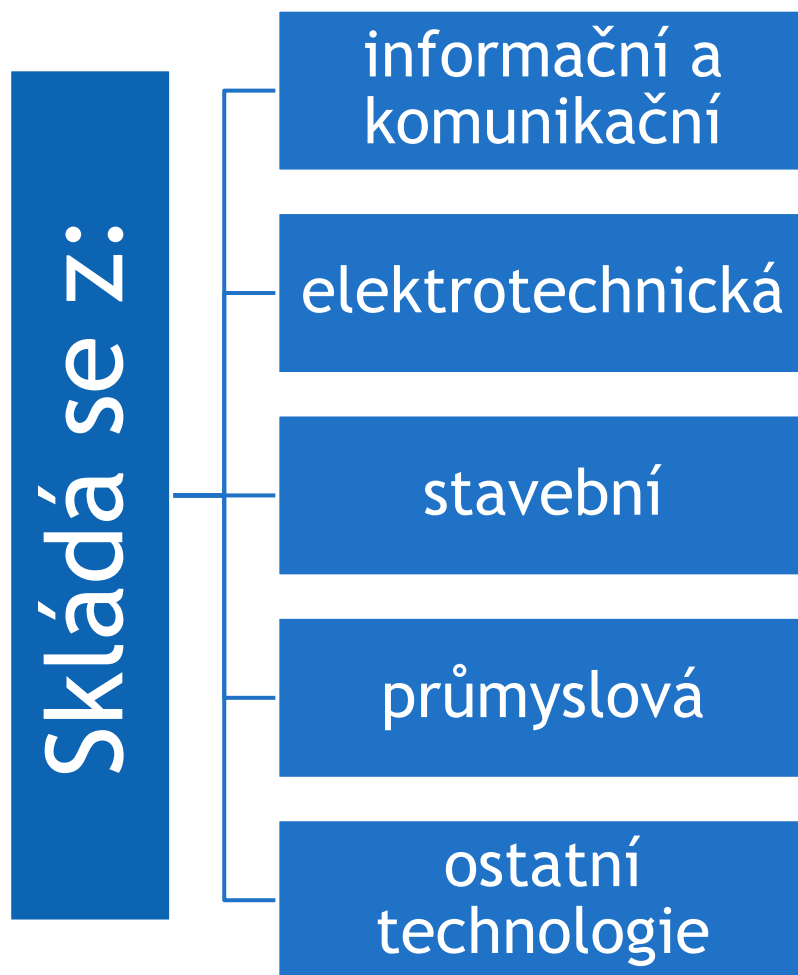 Skládá se z:
informační a
komunikační
elektrotechnická
stavební
průmyslová
ostatní
technologie